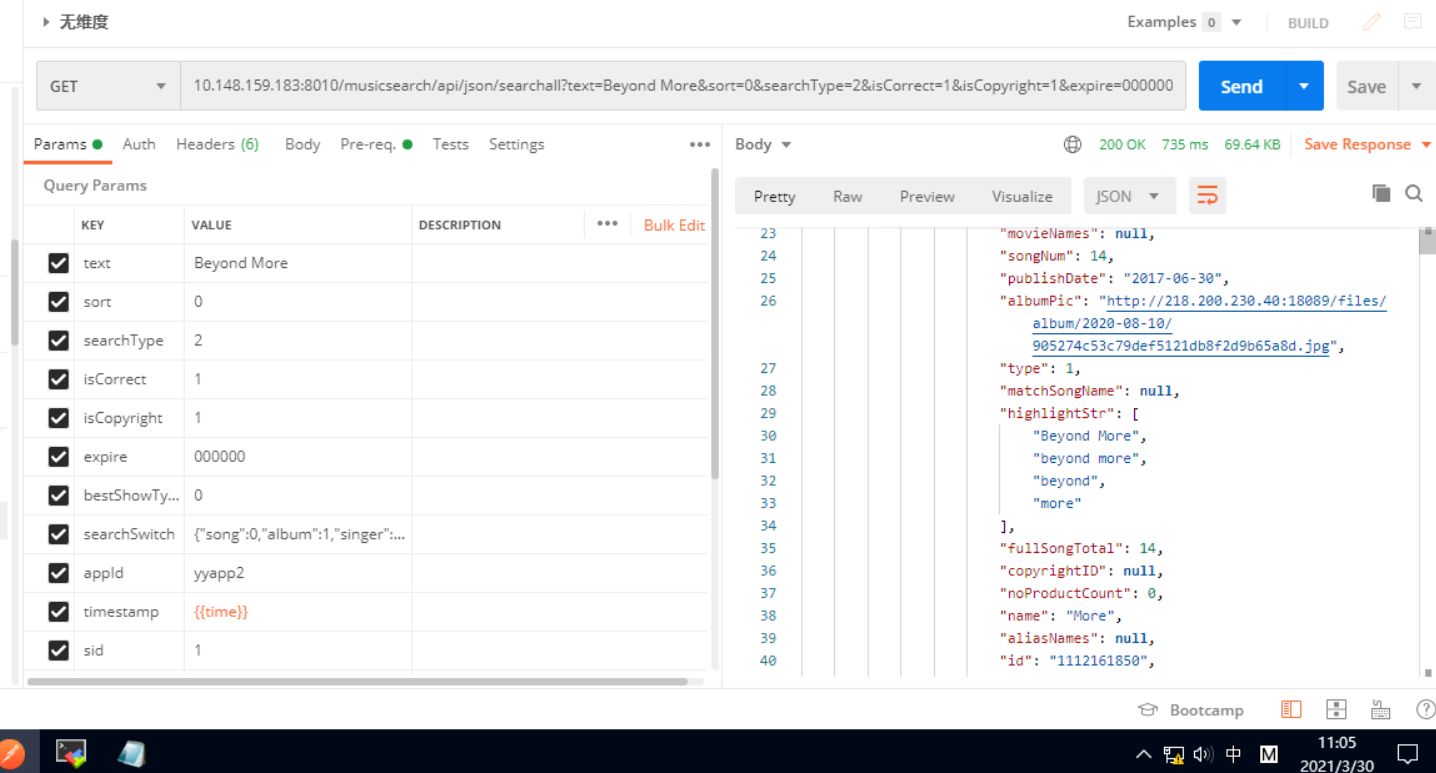 无维度
Examples 0
BUILD
GET
10.148.159.183:8010/musicsearch/api/json/searchall?text=Beyond More&sort=0&searchType=2&isCorrect=1&isCopyright=1&expire=000000
Send
Save
Params
Auth
Headers (6)
Body
Pre-req.
Tests
Settings
•••
Query Params
KEY
VALUE
DESCRIPTION
•••
Bulk Edit
text
Beyond More
sort
0
searchType
2
isCorrect
1
isCopyright
1
expire
000000
bestShowTy...
0
searchSwitch
{"song":0,"album":1,"singer":...
appId
yyapp2
timestamp
{{time}}
sid
1
Body
200 OK
735 ms
69.64 KB
Save Response
Pretty
Raw
Preview
Visualize
JSON
23 "movieNames": null,
24 "songNum": 14,
25 "publishDate": "2017-06-30",
26 "albumPic": "http://218.200.230.40:18089/files/
album/2020-08-10/
905274c53c79def5121db8f2d9b65a8d.jpg",
27 "type": 1,
28 "matchSongName": null,
29 "highlightStr": [
30 "Beyond More",
31 "beyond more",
32 "beyond",
33 "more"
34 ],
35 "fullSongTotal": 14,
36 "copyrightID": null,
37 "noProductCount": 0,
38 "name": "More",
39 "aliasNames": null,
40 "id": "1112161850",
Bootcamp
中
M
11:05
2021/3/30